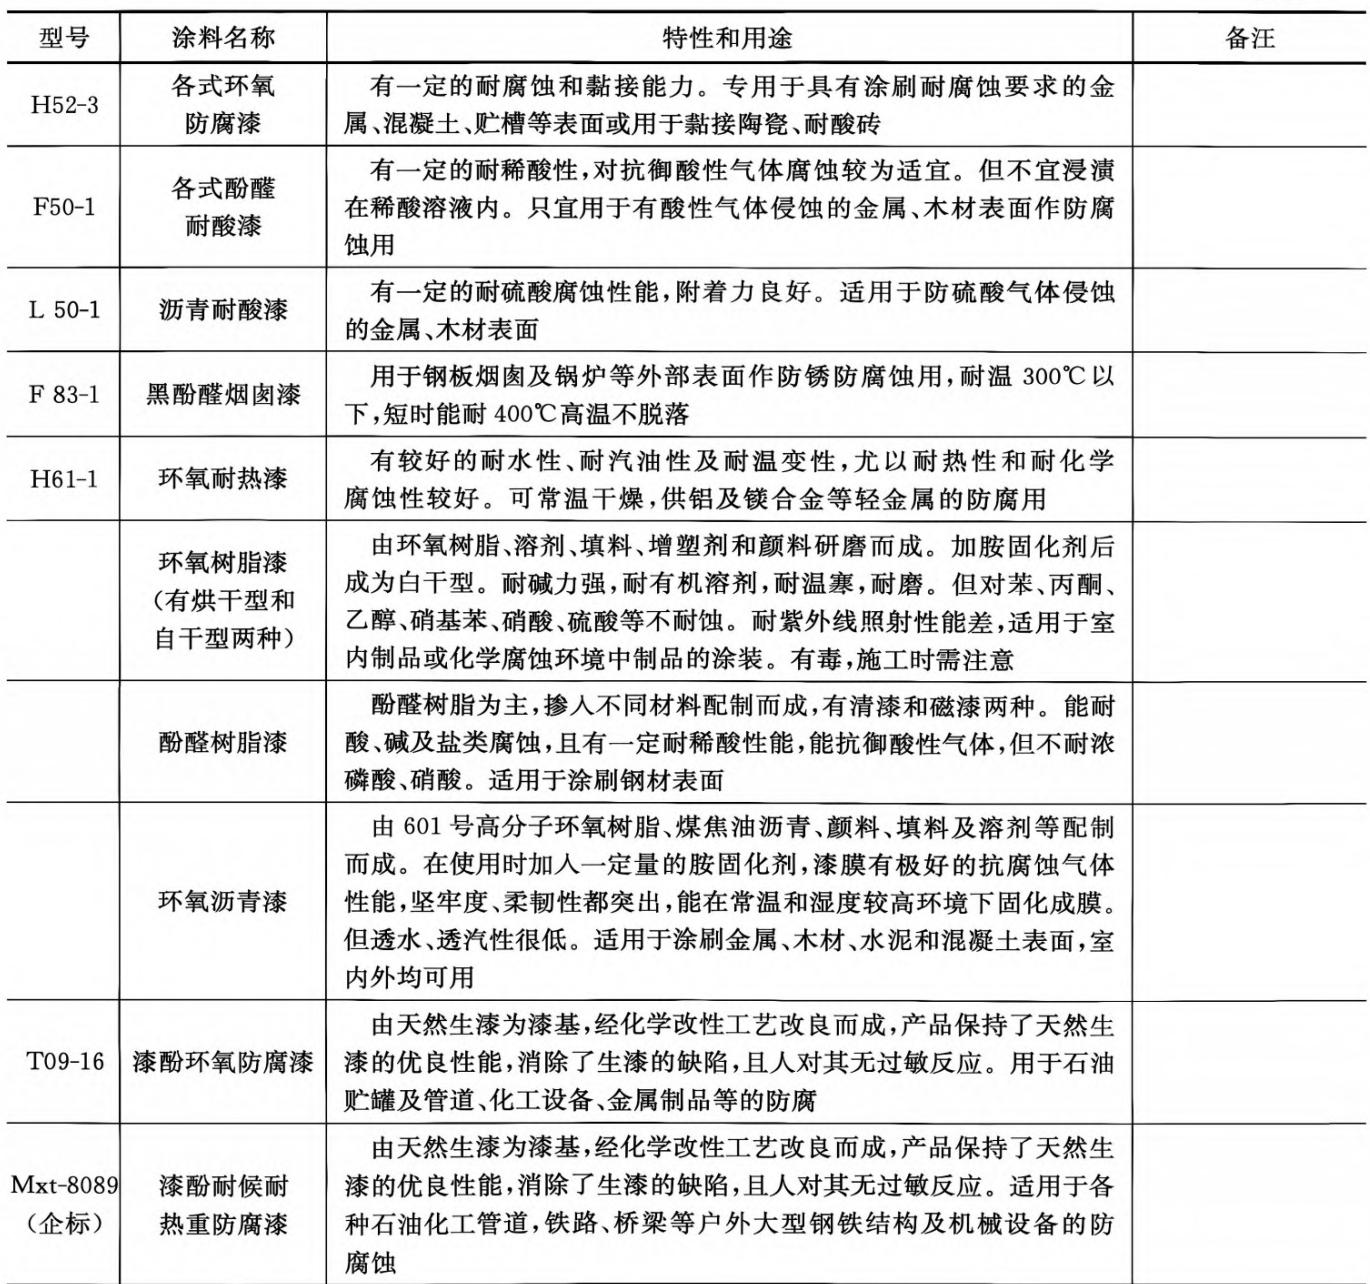 型号 涂料名称 特性和用途 备汪
H52-3 各式环氧 防腐漆 有一定的耐腐蚀和黏接能力。专用于具有涂刷耐腐蚀要求的金
属、混凝土、贮槽等表面或用于黏接陶瓷、耐酸砖
F50-1 各式酚醛 耐酸漆 有一定的耐稀酸性,对抗御酸性气体腐蚀较为适宜。但不宜浸渍
在稀酸溶液内。只宜用于有酸性气体侵蚀的金属、木材表面作防腐
蚀用
L 50-1 沥青耐酸漆 有一定的耐硫酸腐蚀性能,附着力良好。适用于防硫酸气体侵蚀
的金属、木材表面
F 83-1 黑酚醛烟囱漆 用于钢板烟囱及锅炉等外部表面作防锈防腐蚀用,耐温 300℃以
下,短时能耐 400℃高温不脱落
H61-1 环氧耐热漆 有较好的耐水性、耐汽油性及耐温变性,尤以耐热性和耐化学
腐蚀性较好。可常温干燥,供铝及镁合金等轻金属的防腐用
环氧树脂漆 (有烘干型和 自干型两种) 由环氧树脂、溶剂、填料、增塑剂和颜料研磨而成。加胺固化剂后
成为白干型。耐碱力强,耐有机溶剂,耐温塞,耐磨。但对苯、丙酮、
乙醇、硝基苯、硝酸、硫酸等不耐蚀。耐紫外线照射性能差,适用于室
内制品或化学腐蚀环境中制品的涂装。有毒,施工时需注意
酚醛树脂漆 酚醛树脂为主,掺人不同材料配制而成,有清漆和磁漆两种。能耐
酸、碱及盐类腐蚀,且有一定耐稀酸性能,能抗御酸性气体,但不耐浓
磷酸、硝酸。适用于涂刷钢材表面
环氧沥青漆 由 601 号高分子环氧树脂、煤焦油沥青、颜料、填料及溶剂等配制
而成。在使用时加人一定量的胺固化剂,漆膜有极好的抗腐蚀气体
性能,坚牢度、柔韧性都突出,能在常温和湿度较高环境下固化成膜。
但透水、透汽性很低。适用于涂刷金属、木材、水泥和混凝土表面,室
内外均可用
T09-16 漆酚环氧防腐漆 由天然生漆为漆基,经化学改性工艺改良而成,产品保持了天然生
漆的优良性能,消除了生漆的缺陷,且人对其无过敏反应。用于石油
贮罐及管道、化工设备、金属制品等的防腐
Mxt-8089 (企标) 漆酚耐候耐 热重防腐漆 由天然生漆为漆基,经化学改性工艺改良而成,产品保持了天然生
漆的优良性能,消除了生漆的缺陷,且人对其无过敏反应。适用于各
种石油化工管道,铁路、桥梁等户外大型钢铁结构及机械设备的防
腐蚀